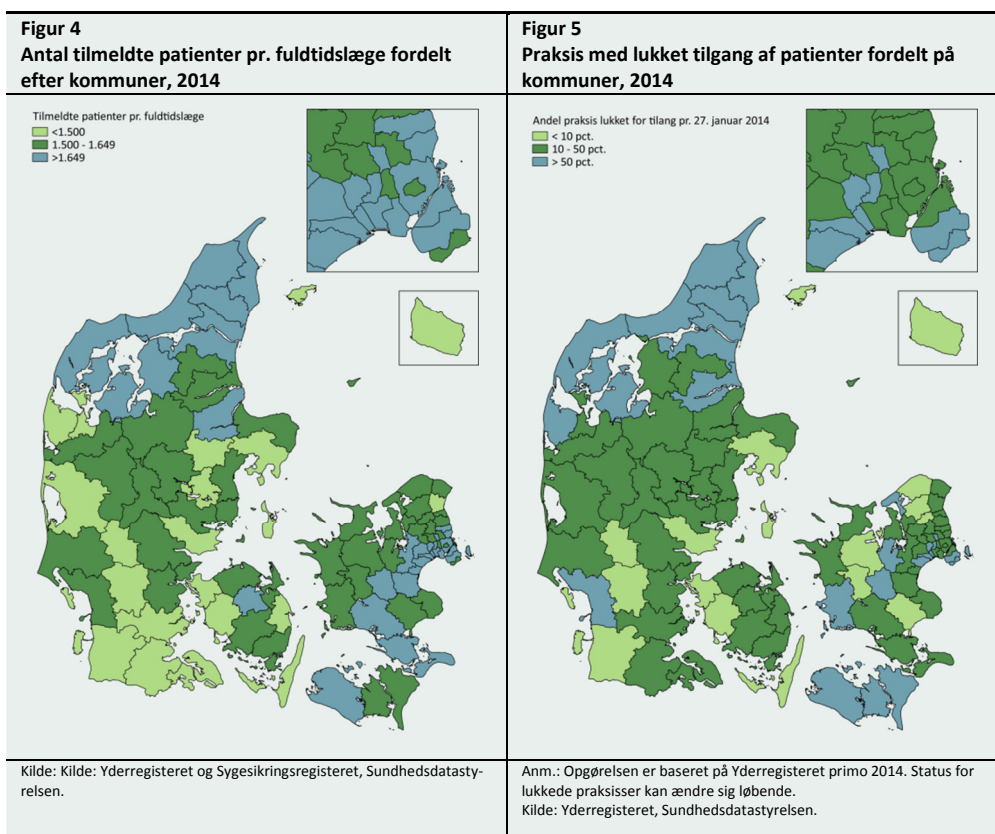 Figur 4
Antal tilmeldte patienter pr. fuldtidslæge fordelt
efter kommuner, 2014
Tilmeldte patienter pr. fuldtidslæge
<1.500
1.500 - 1.649
>1.649
Kilde: Kilde: Yderregisteret og Sygesikringsregisteret, Sundhedsdatasty-
relsen.
Figur 5
Praksis med lukket tilgang af patienter fordelt på
kommuner, 2014
Andel praksis lukket for tilang pr. 27. januar 2014
< 10 pct.
10 - 50 pct.
> 50 pct.
Anm.: Opgørelsen er baseret på Yderregisteret primo 2014. Status for
lukkede praksisser kan ændre sig løbende.
Kilde: Yderregisteret, Sundhedsdatastyrelsen.